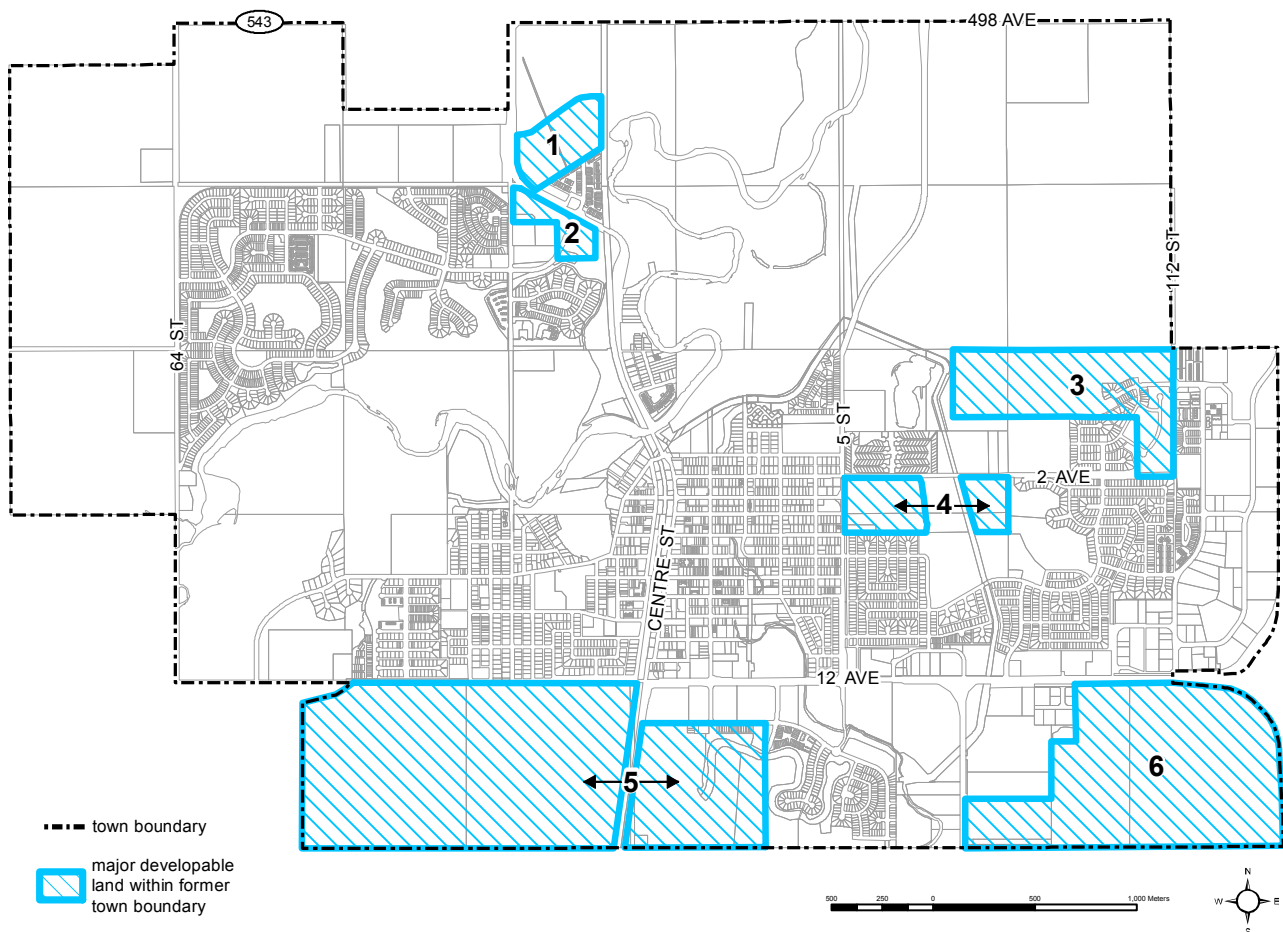 543
498 AVE
1
2
112 ST
64 ST
3
5 ST
2 AVE
4
CENTRE ST
12 AVE
5
6
town boundary
major developable
land within former
town boundary
500 250 0 500 1,000 Meters
N
W E
S